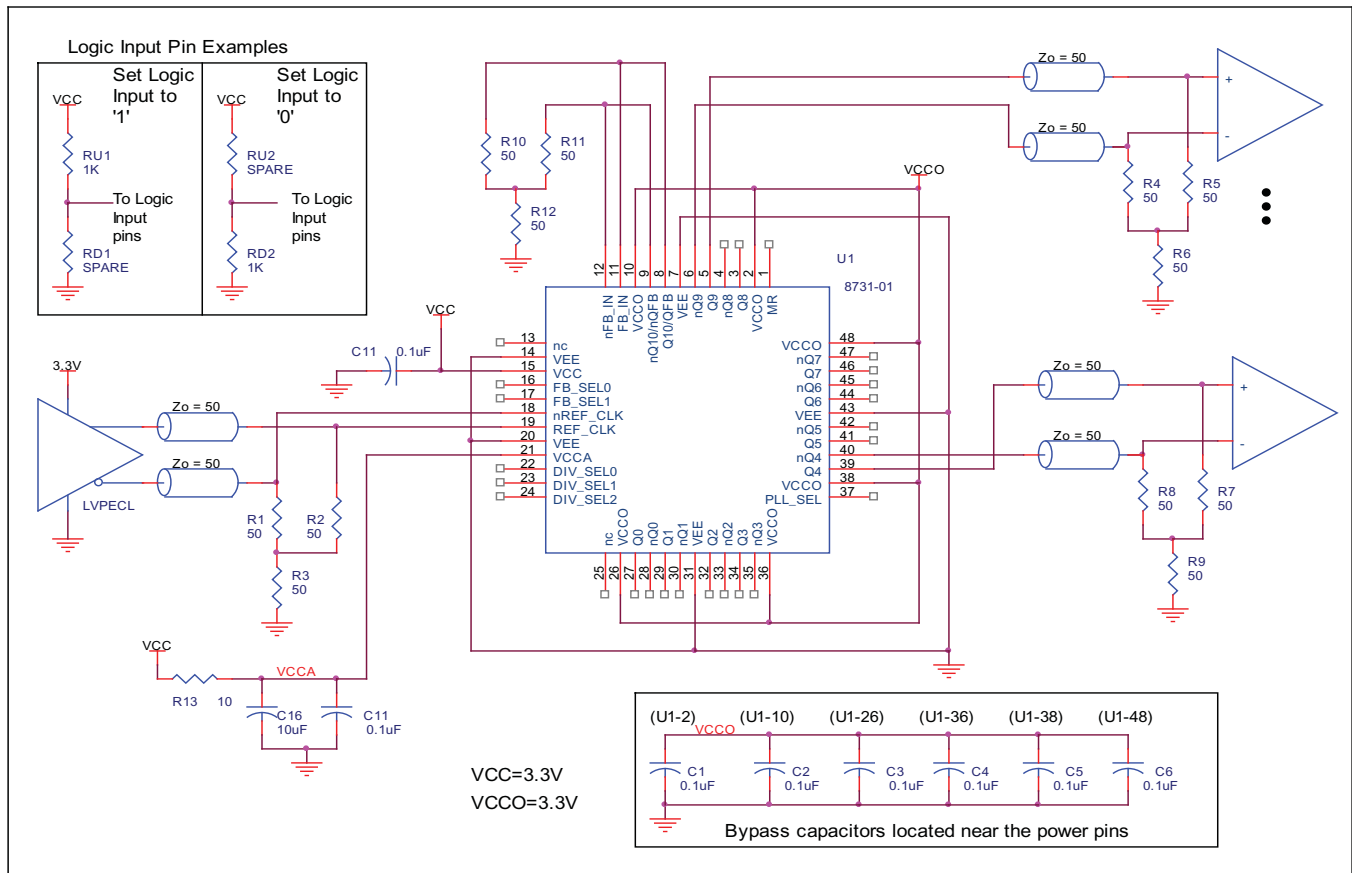 Logic Input Pin Examples
Set Logic
Input to
'1'
VCC
RU1
1K
To Logic
Input
pins
RD1
SPARE
Set Logic
Input to
'0'
VCC
RU2
SPARE
To Logic
Input
pins
RD2
1K
R10
50
R11
50
R12
50
Zo = 50
Zo = 50
+
-
R4
50
R5
50
R6
50
VCCO
U1
8731-01
12
11
10
9
8
7
6
5
4
3
2
1
nFB_IN
FB_IN
VCCO
nQ10/nQFB
Q10/QFB
VEE
nQ9
Q9
nQ8
Q8
VCCO
MR
VCC
C11
0.1uF
13 nc
14 VEE
15 VCC
16 FB_SEL0
17 FB_SEL1
18 nREF_CLK
19 REF_CLK
20 VEE
21 VCCA
22 DIV_SEL0
23 DIV_SEL1
24 DIV_SEL2
VCCO 48
nQ7 47
Q7 46
nQ6 45
Q6 44
VEE 43
nQ5 42
Q5 41
nQ4 40
Q4 39
VCCO 38
PLL_SEL 37
nc
VCCO
Q0
nQ0
Q1
nQ1
VEE
Q2
nQ2
Q3
nQ3
VCCO
25
26
27
28
29
30
31
32
33
34
35
36
3.3V
Zo = 50
Zo = 50
LVPECL
R1
50
R2
50
R3
50
Zo = 50
Zo = 50
+
-
R8
50
R7
50
R9
50
VCC
R13 10
VCCA
C16
10uF
C11
0.1uF
VCC=3.3V
VCCO=3.3V
(U1-2) (U1-10) (U1-26) (U1-36) (U1-38) (U1-48)
VCCO
C1
0.1uF
C2
0.1uF
C3
0.1uF
C4
0.1uF
C5
0.1uF
C6
0.1uF
Bypass capacitors located near the power pins